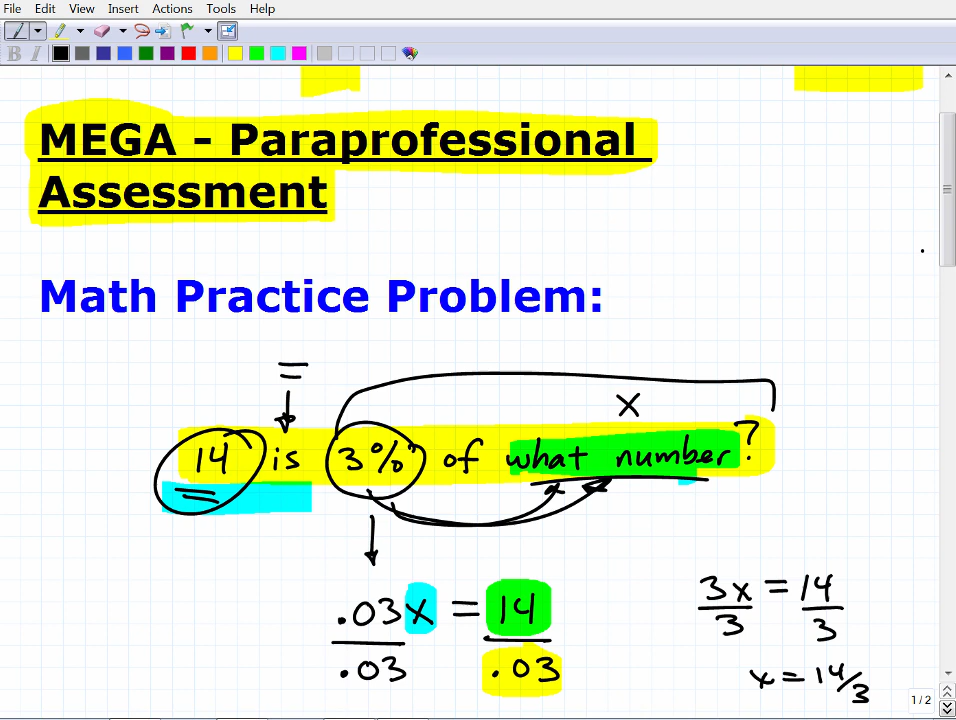 File Edit View Insert Actions Tools Help
B I
MEGA - Paraprofessional
Assessment
Math Practice Problem:
=
x
14 is 3% of what number?
.03x = 14
.03 .03
3x = 14
3 3
x = 14/3
1 / 2